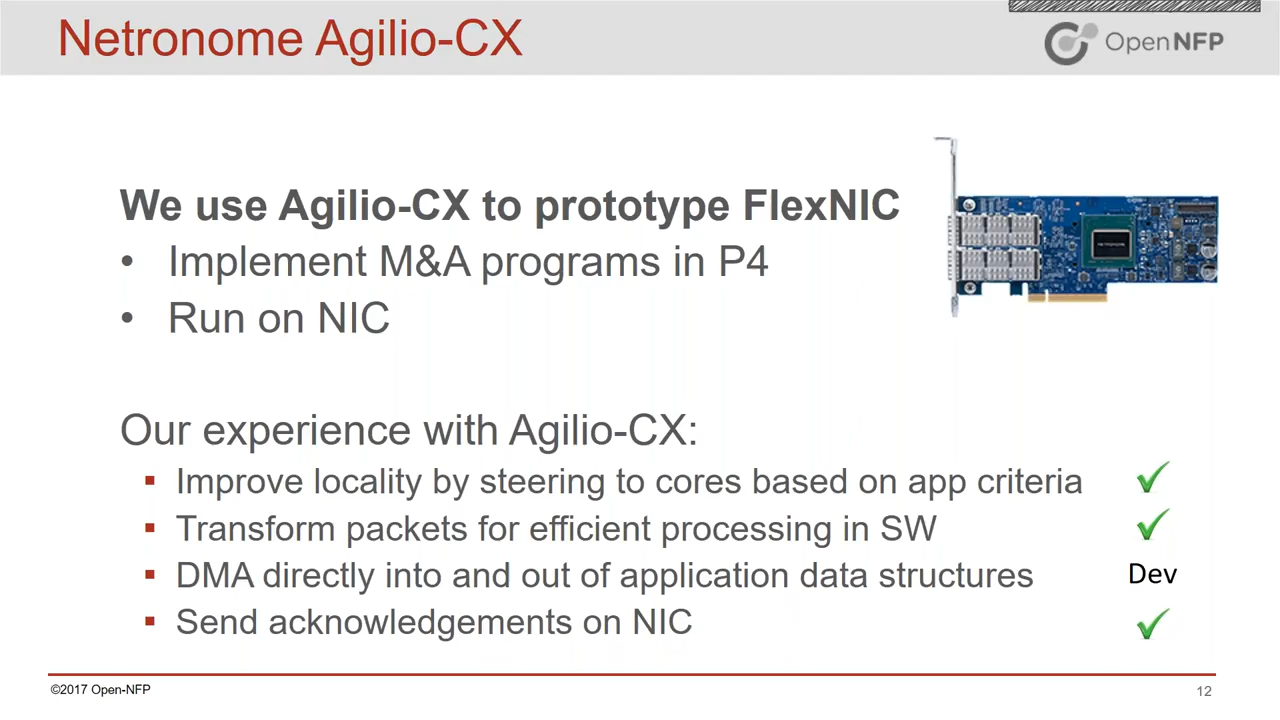 Netronome Agilio-CX
Open NFP
We use Agilio-CX to prototype FlexNIC
• Implement M&A programs in P4
• Run on NIC
NETRONOME
Our experience with Agilio-CX:
▪ Improve locality by steering to cores based on app criteria ✓
▪ Transform packets for efficient processing in SW ✓
▪ DMA directly into and out of application data structures Dev
▪ Send acknowledgements on NIC ✓
©2017 Open-NFP
12